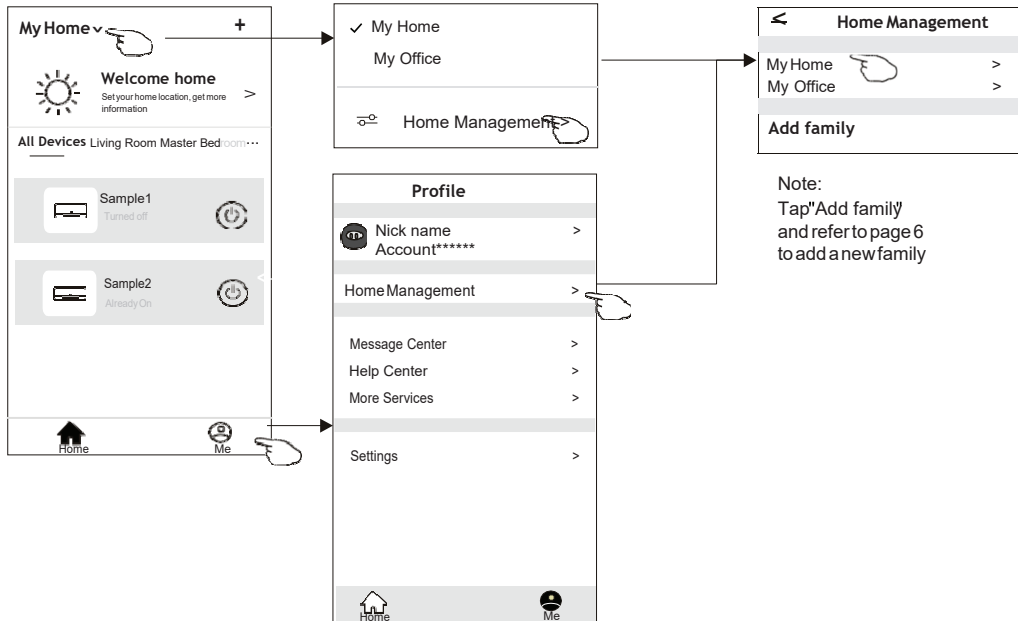 My Home
+
Welcome home
Set your home location, get more
information
>
All Devices Living Room Master Bedroom ...
Sample1
Turned off
Sample2
Already On
<
Home
Me
✓ My Home
My Office
Home Management >
Profile
Nick name >
Account******
Home Management >
Message Center >
Help Center >
More Services >
Settings >
Home
Me
< Home Management
My Home >
My Office >
Add family
Note:
Tap"Add family"
and refer to page 6
to add a new family